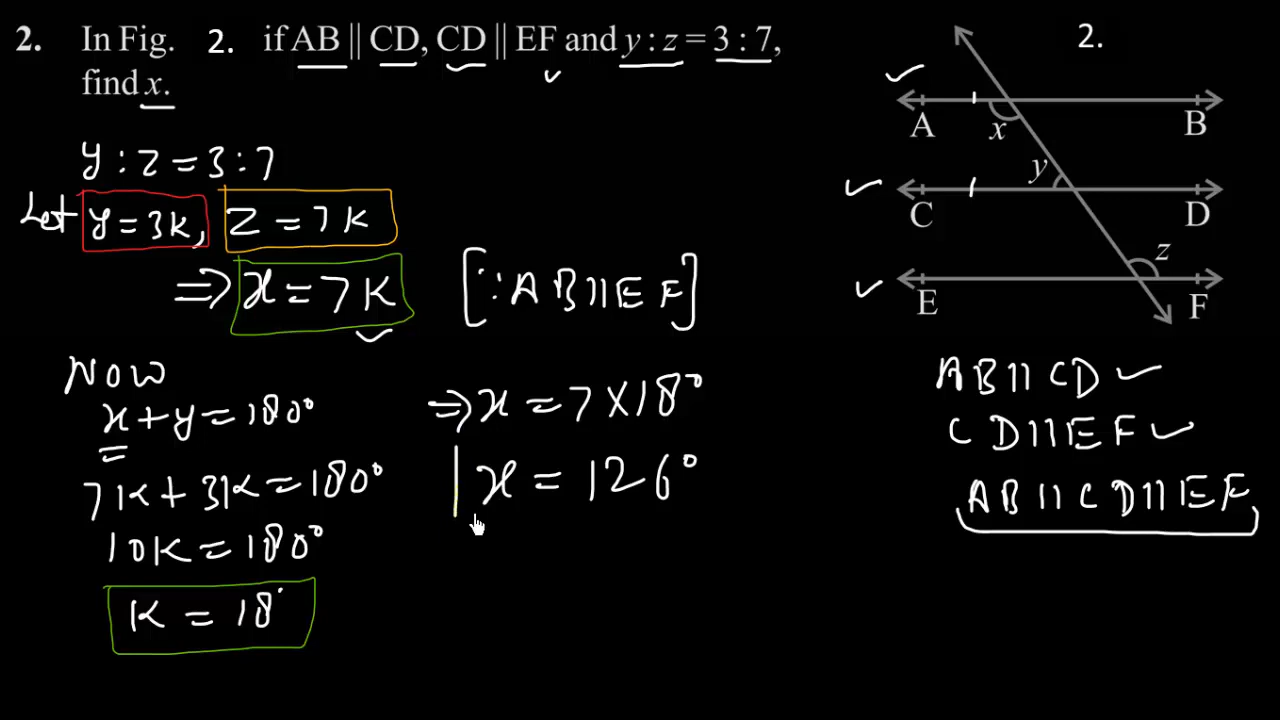 2. In Fig. 2. if AB || CD, CD || EF and y : z = 3 : 7,
find x.
2.
A B
x
y
C D
z
E F
y : z = 3 : 7
Let y = 3K, z = 7K
⇒ x = 7K [∵ AB || EF]
Now
x + y = 180°
7K + 3K = 180°
10K = 180°
K = 18°
⇒ x = 7 × 18°
x = 126°
AB || CD ✓
CD || EF ✓
AB || CD || EF